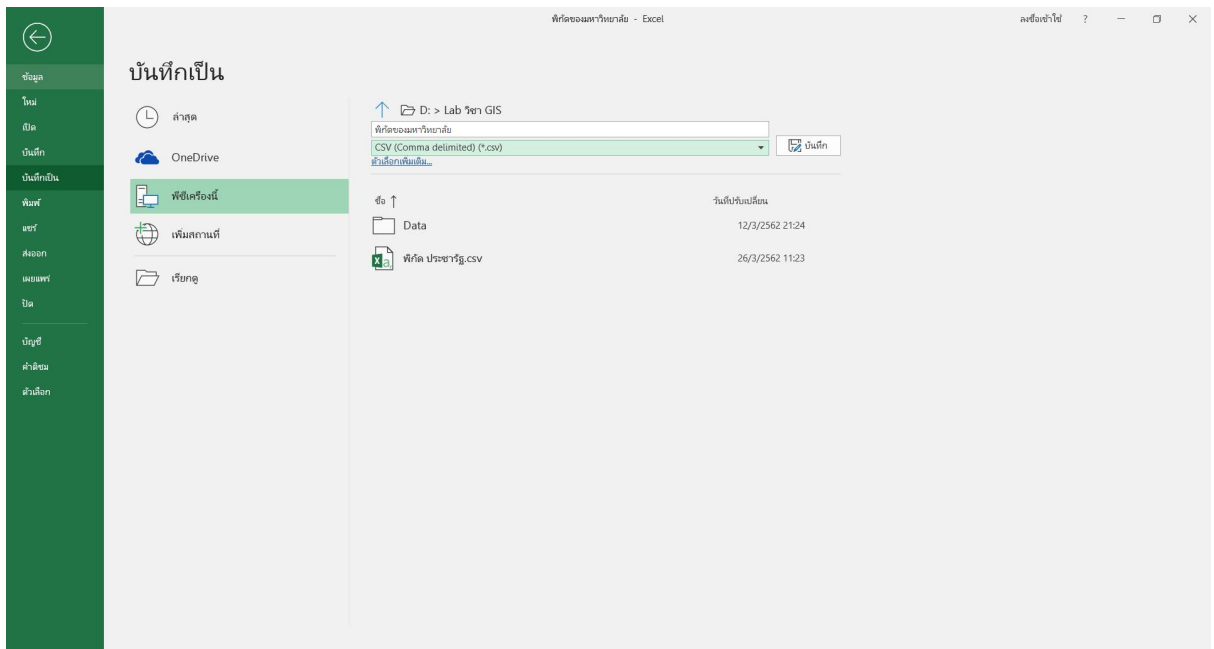 พิกัดของมหาวิทยาลัย - Excel
ลงชื่อเข้าใช้ ?
ข้อมูล
ใหม่
เปิด
บันทึก
บันทึกเป็น
พิมพ์
แชร์
ส่งออก
เผยแพร่
ปิด
บัญชี
คำติชม
ตัวเลือก
บันทึกเป็น
ล่าสุด
OneDrive
พีซีเครื่องนี้
เพิ่มสถานที่
เรียกดู
D: > Lab วิชา GIS
พิกัดของมหาวิทยาลัย
CSV (Comma delimited) (*.csv)
บันทึก
ตัวเลือกเพิ่มเติม...
ชื่อ ↑ วันที่ปรับเปลี่ยน
Data 12/3/2562 21:24
พิกัด ประชารัฐ.csv 26/3/2562 11:23